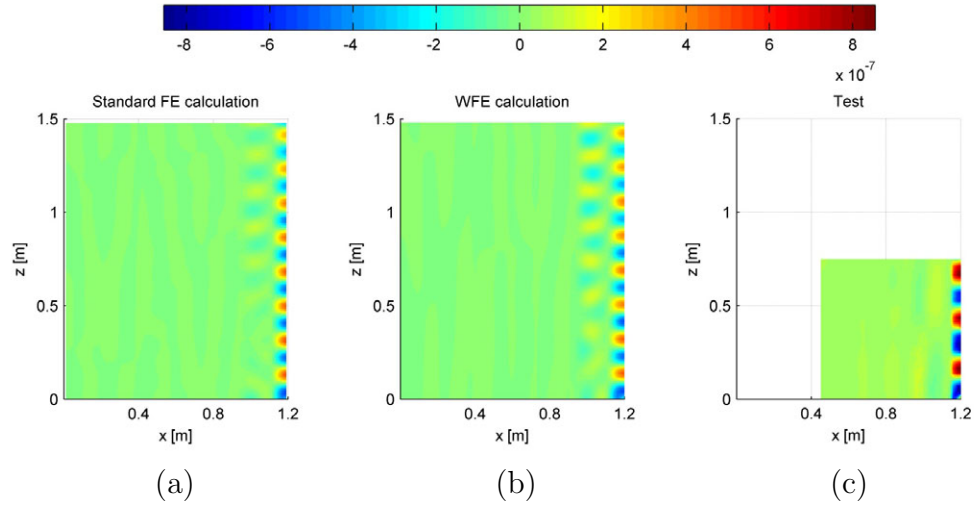 -8 -6 -4 -2 0 2 4 6 8
x 10^-7
Standard FE calculation
1.5
1
0.5
0
z [m]
0.4 0.8 1.2
x [m]
(a)
WFE calculation
1.5
1
0.5
0
z [m]
0.4 0.8 1.2
x [m]
(b)
Test
1.5
1
0.5
0
z [m]
0.4 0.8 1.2
x [m]
(c)